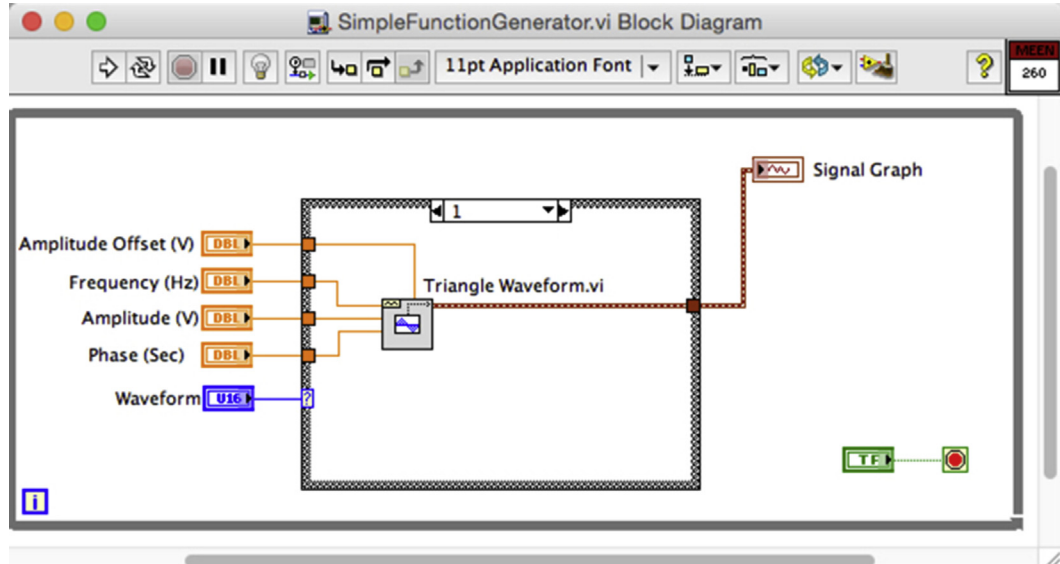 SimpleFunctionGenerator.vi Block Diagram
11pt Application Font
?
MEEN
260
Signal Graph
1
Amplitude Offset (V) DBL
Frequency (Hz) DBL
Triangle Waveform.vi
Amplitude (V) DBL
Phase (Sec) DBL
Waveform U16 ?
TF
i